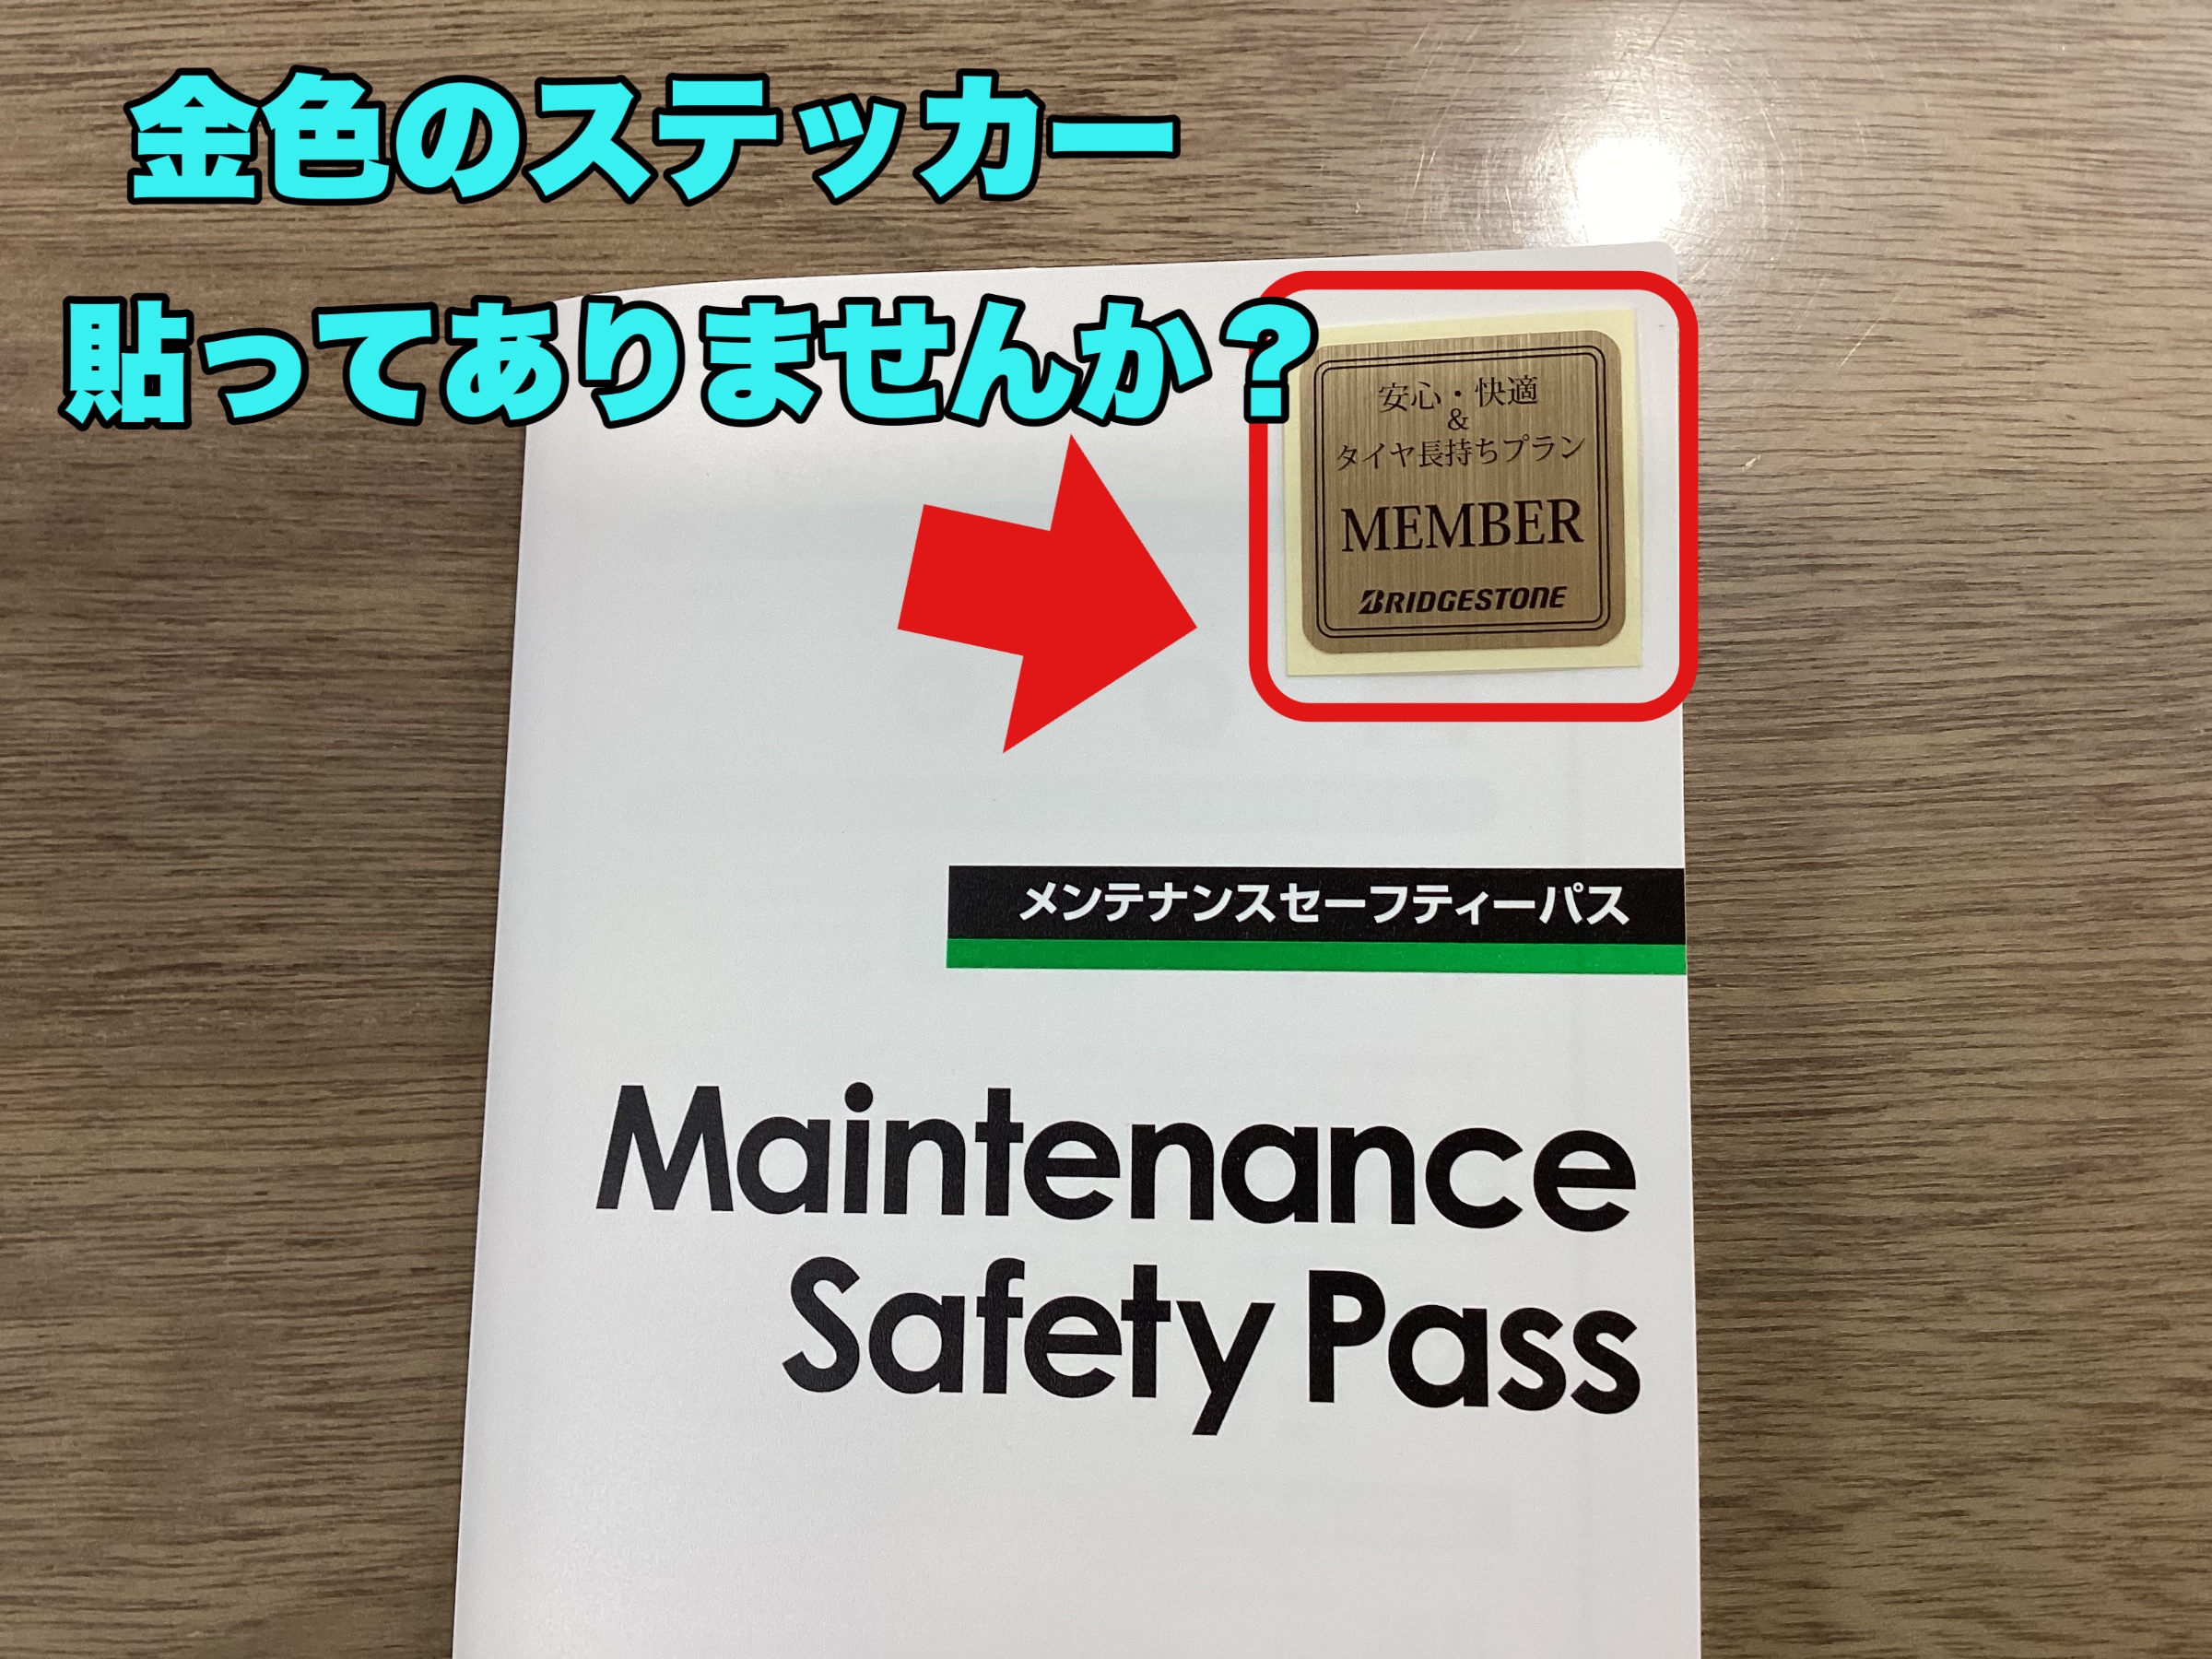 金色のステッカー
貼ってありませんか？
安心・快適
&
タイヤ長持ちプラン
MEMBER
BRIDGESTONE
メンテナンスセーフティーパス
Maintenance
Safety Pass